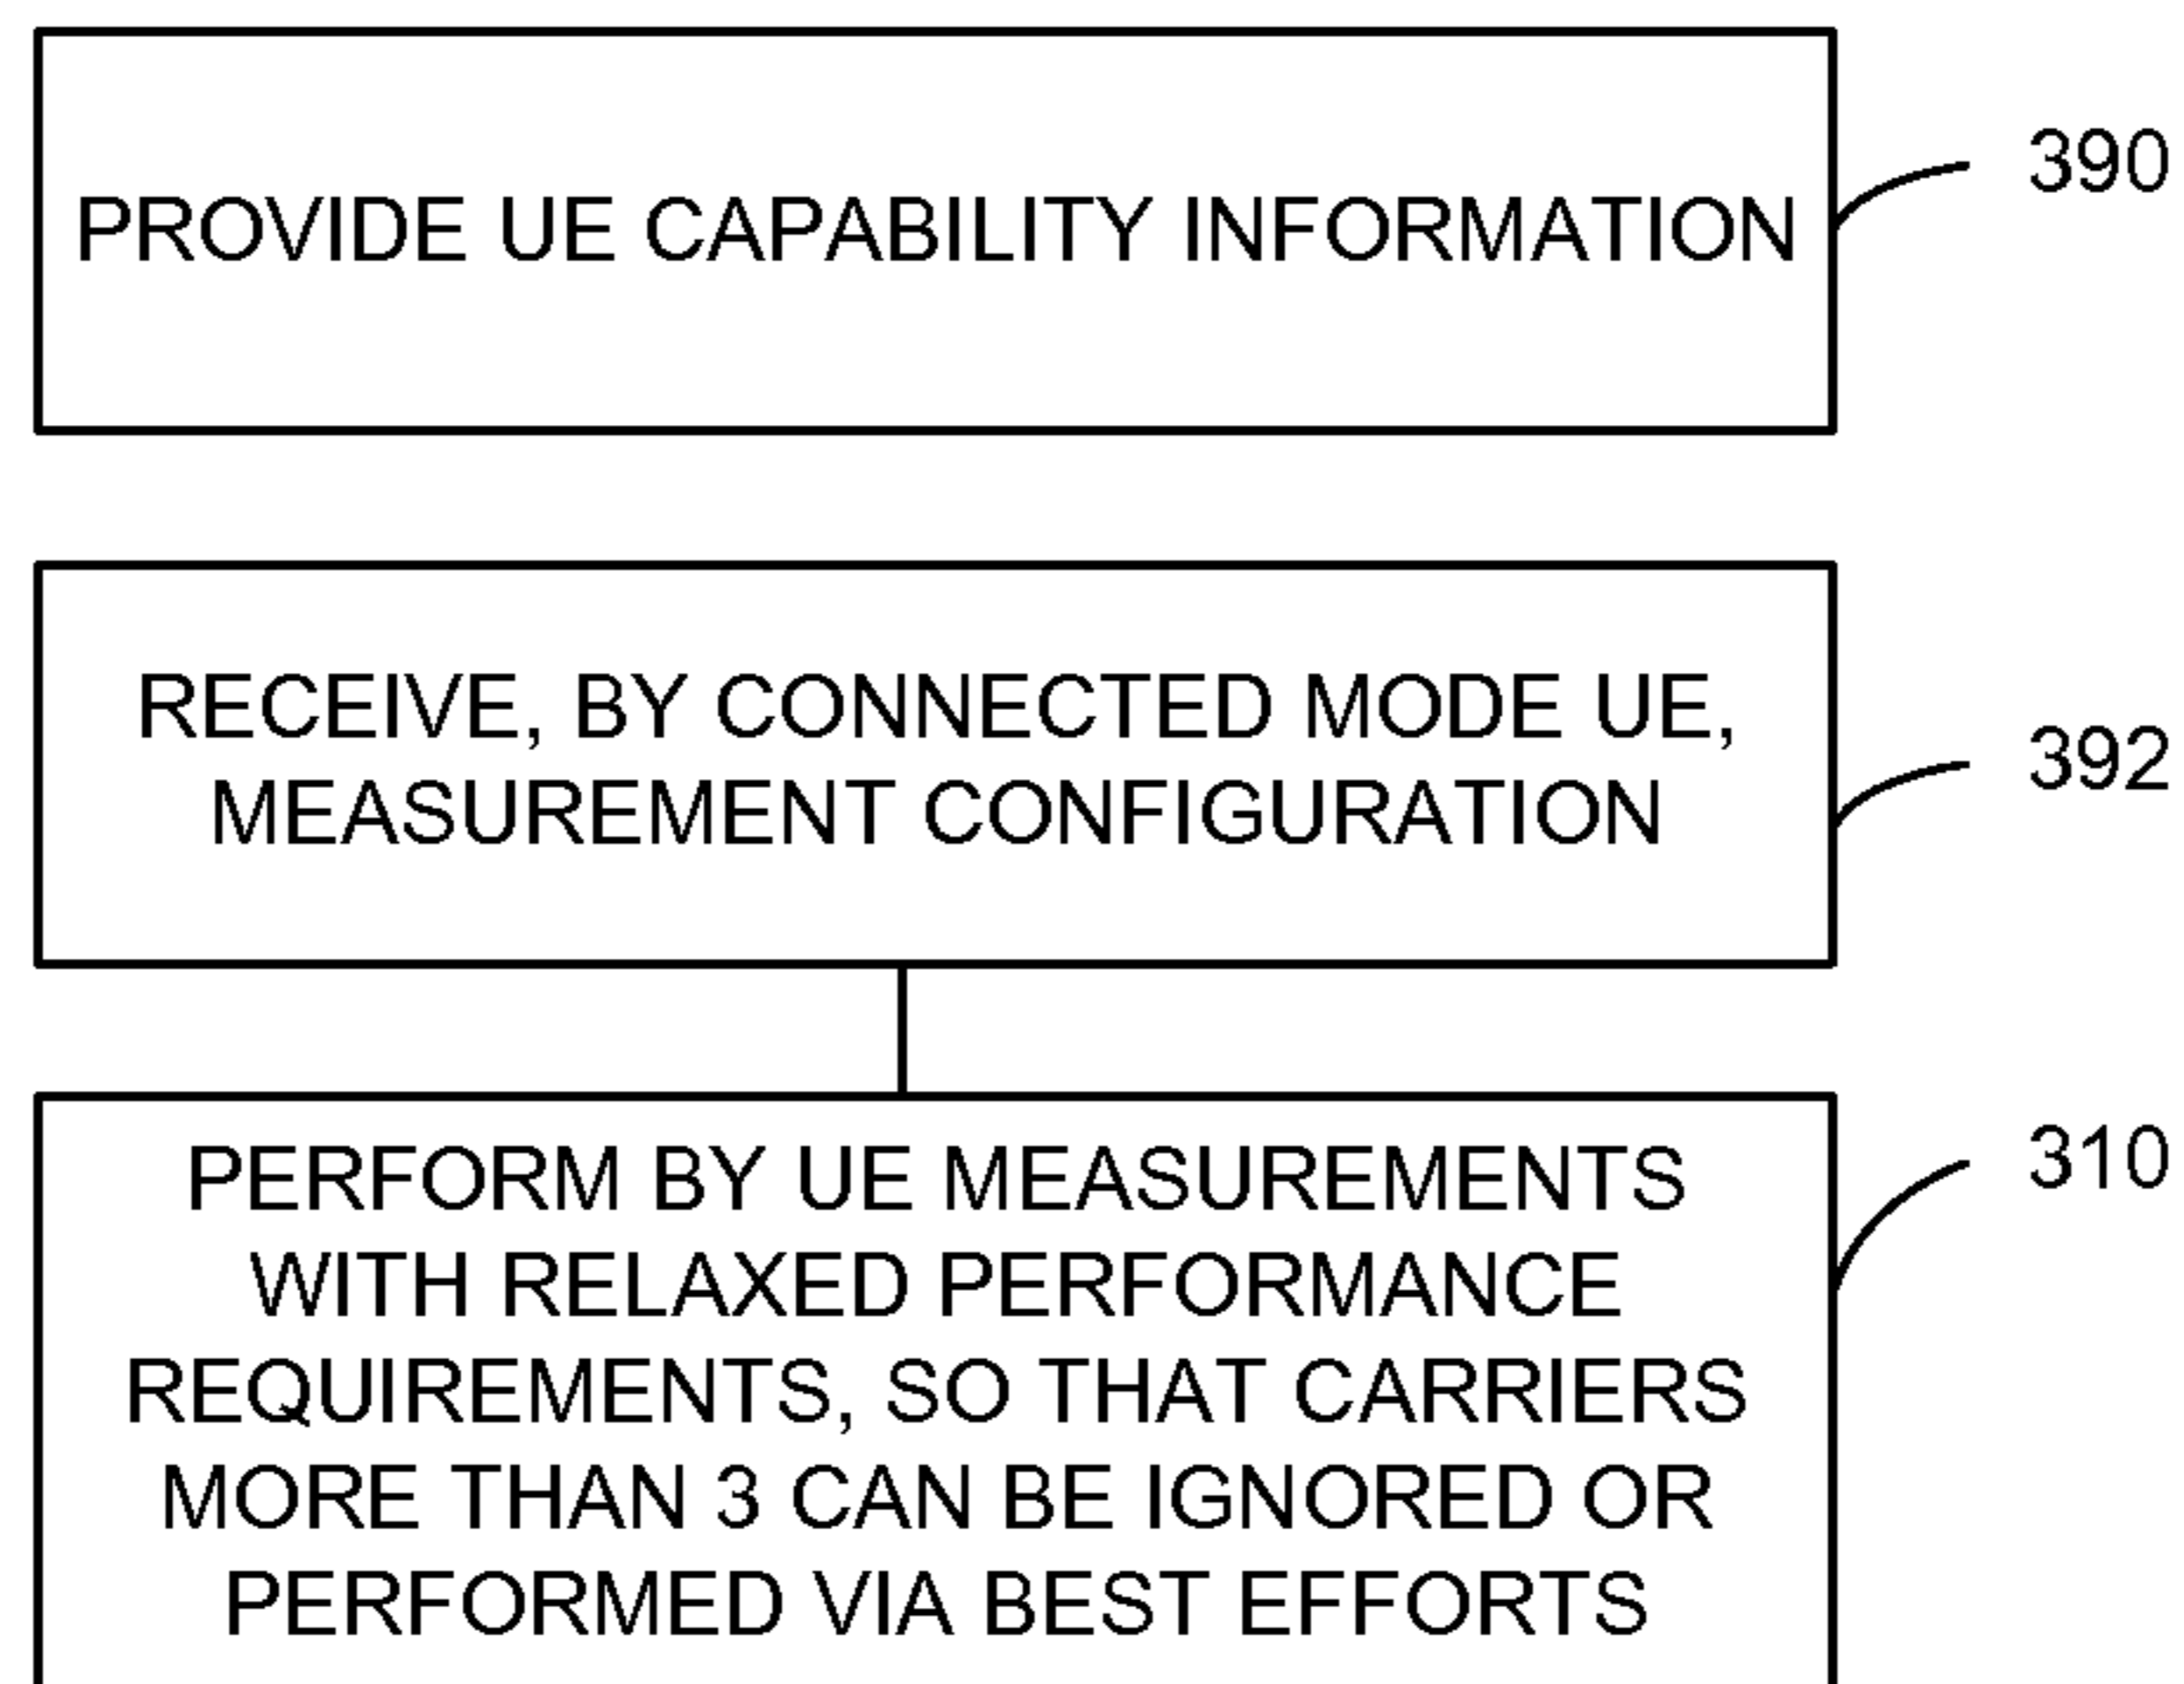 PROVIDE UE CAPABILITY INFORMATION
390
RECEIVE, BY CONNECTED MODE UE,
MEASUREMENT CONFIGURATION
392
PERFORM BY UE MEASUREMENTS
WITH RELAXED PERFORMANCE
REQUIREMENTS, SO THAT CARRIERS
MORE THAN 3 CAN BE IGNORED OR
PERFORMED VIA BEST EFFORTS
310